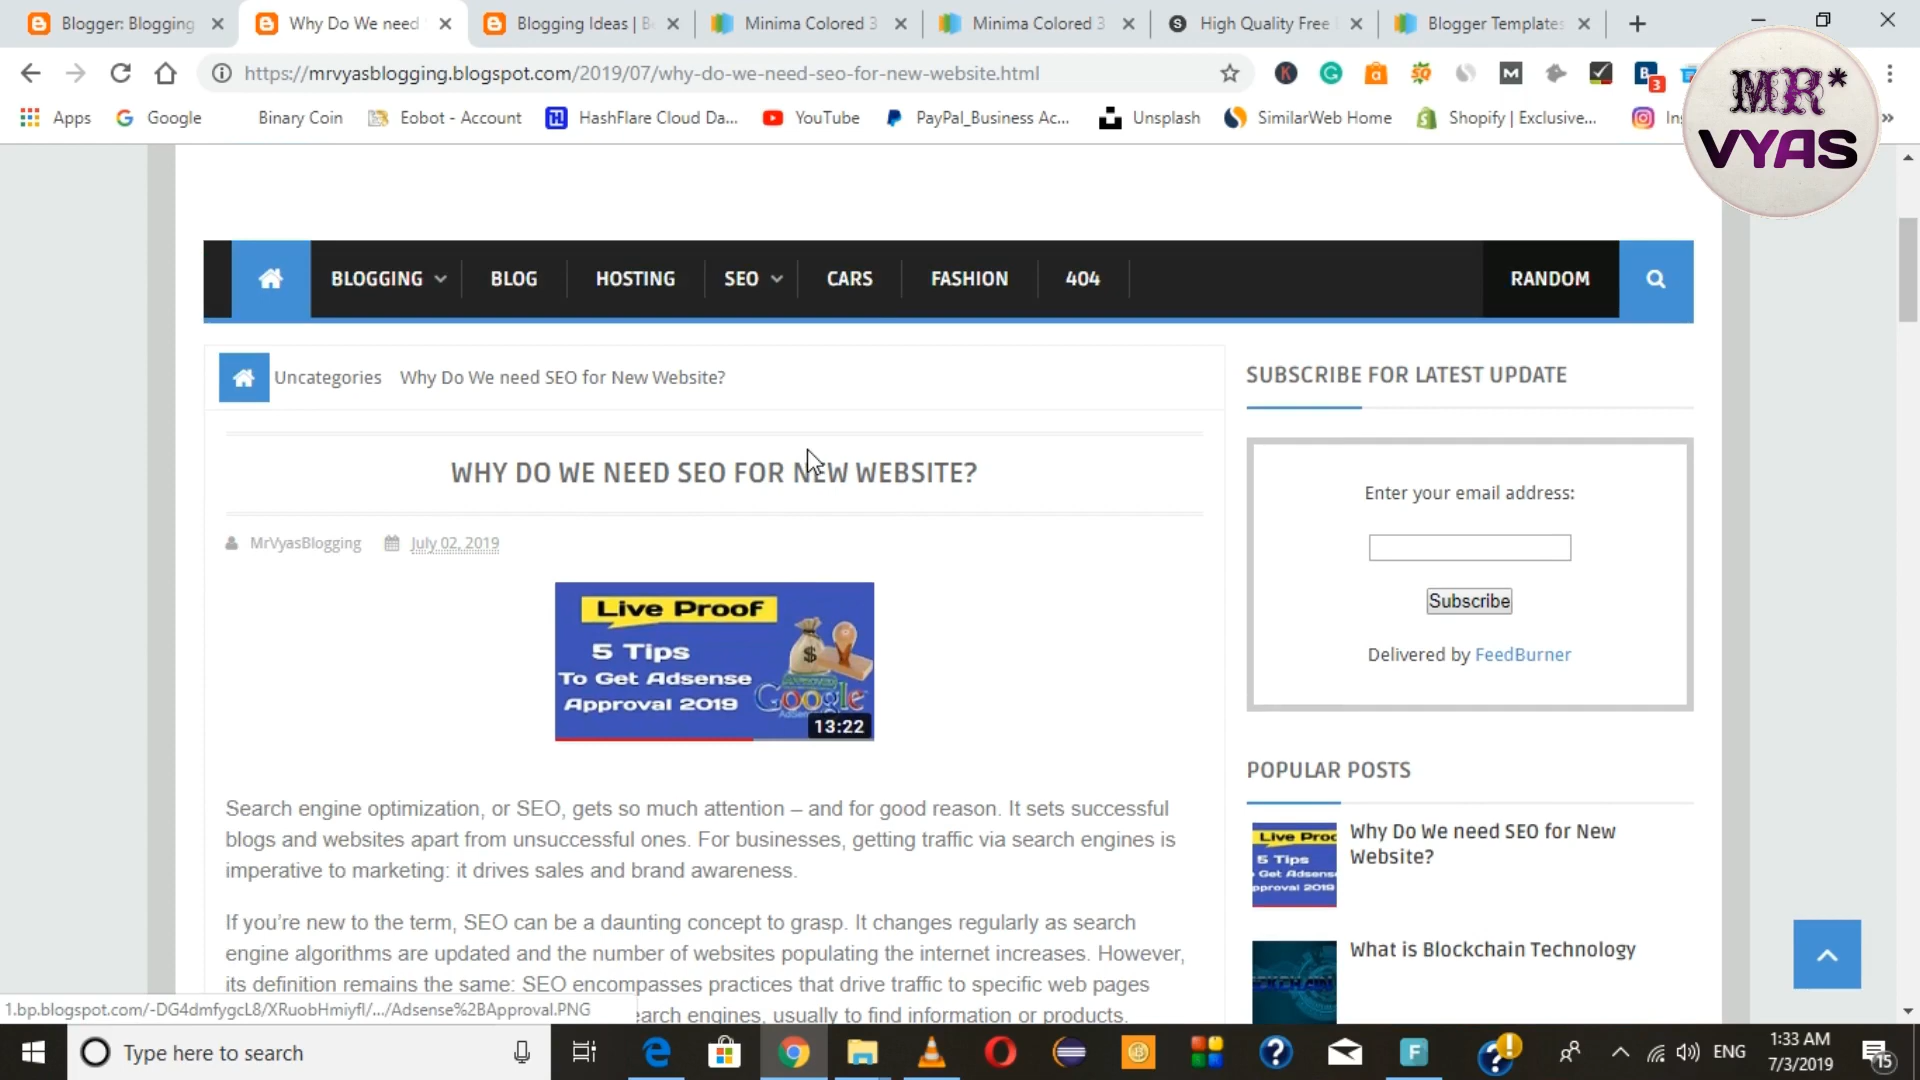 Blogger: Blogging
Why Do We need
Blogging Ideas | B
Minima Colored 3
Minima Colored 3
High Quality Free
Blogger Templates
https://mrvyasblogging.blogspot.com/2019/07/why-do-we-need-seo-for-new-website.html
3
MR*
VYAS
Apps
Google
Binary Coin
Eobot - Account
HashFlare Cloud Da...
YouTube
PayPal_Business Ac...
Unsplash
SimilarWeb Home
Shopify | Exclusive...
BLOGGING
BLOG
HOSTING
SEO
CARS
FASHION
404
RANDOM
Uncategories
Why Do We need SEO for New Website?
WHY DO WE NEED SEO FOR NEW WEBSITE?
MrVyasBlogging
July 02, 2019
Live Proof
5 Tips
To Get Adsense
Approval 2019
Google
13:22
Search engine optimization, or SEO, gets so much attention – and for good reason. It sets successful
blogs and websites apart from unsuccessful ones. For businesses, getting traffic via search engines is
imperative to marketing: it drives sales and brand awareness.
If you’re new to the term, SEO can be a daunting concept to grasp. It changes regularly as search
engine algorithms are updated and the number of websites populating the internet increases. However,
its definition remains the same: SEO encompasses practices that drive traffic to specific web pages
earch engines, usually to find information or products.
SUBSCRIBE FOR LATEST UPDATE
Enter your email address:
Subscribe
Delivered by FeedBurner
POPULAR POSTS
Live Proo
5 Tips
Get Adsens
pproval 2019
Why Do We need SEO for New
Website?
What is Blockchain Technology
1.bp.blogspot.com/-DG4dmfygcL8/XRuobHmiyfI/.../Adsense%2BApproval.PNG
Type here to search
ENG
1:33 AM
7/3/2019
15